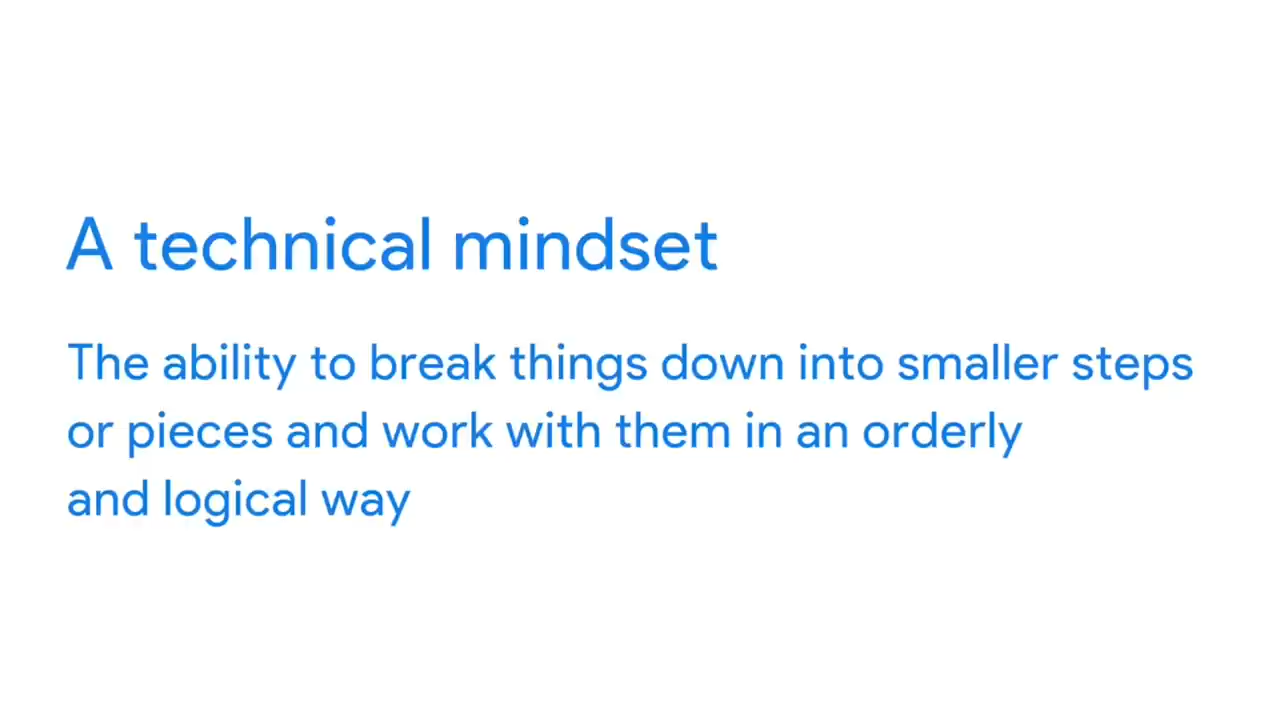 A technical mindset
The ability to break things down into smaller steps
or pieces and work with them in an orderly
and logical way